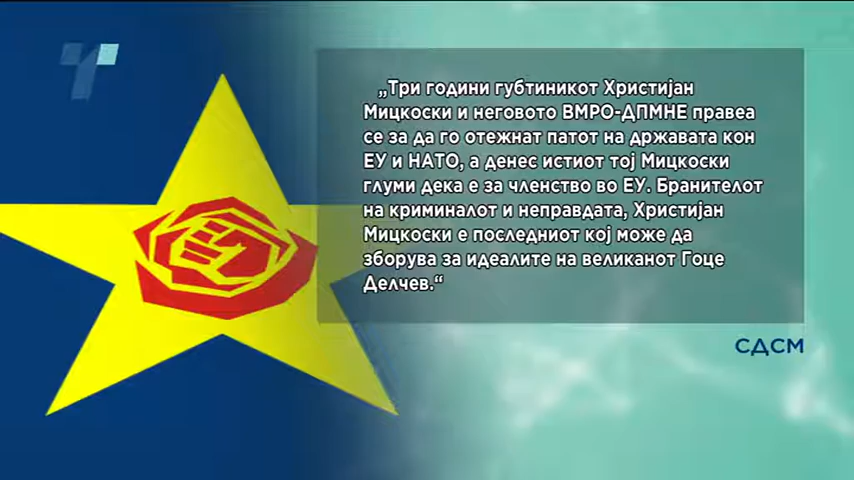 „Три години губтиникот Христијан
Мицкоски и неговото ВМРО-ДПМНЕ правеа
се за да го отежнат патот на државата кон
ЕУ и НАТО, а денес истиот тој Мицкоски
глуми дека е за членство во ЕУ. Бранителот
на криминалот и неправдата, Христијан
Мицкоски е последниот кој може да
зборува за идеалите на великанот Гоце
Делчев.“
СДСМ